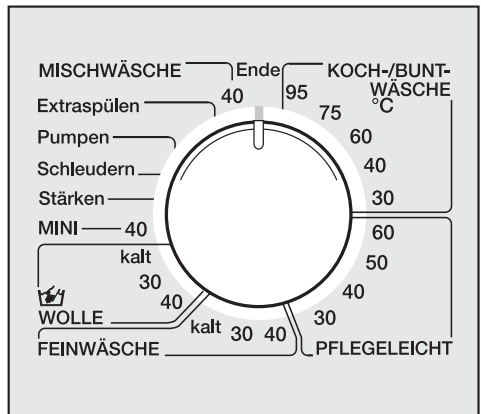 MISCHWÄSCHE
40
Ende
95
KOCH-/BUNT-
WÄSCHE
75
°C
60
40
30
Extraspülen
Pumpen
Schleudern
Stärken
MINI
40
kalt
30
40
WOLLE
FEINWÄSCHE
kalt
30
40
60
50
40
30
PFLEGELEICHT